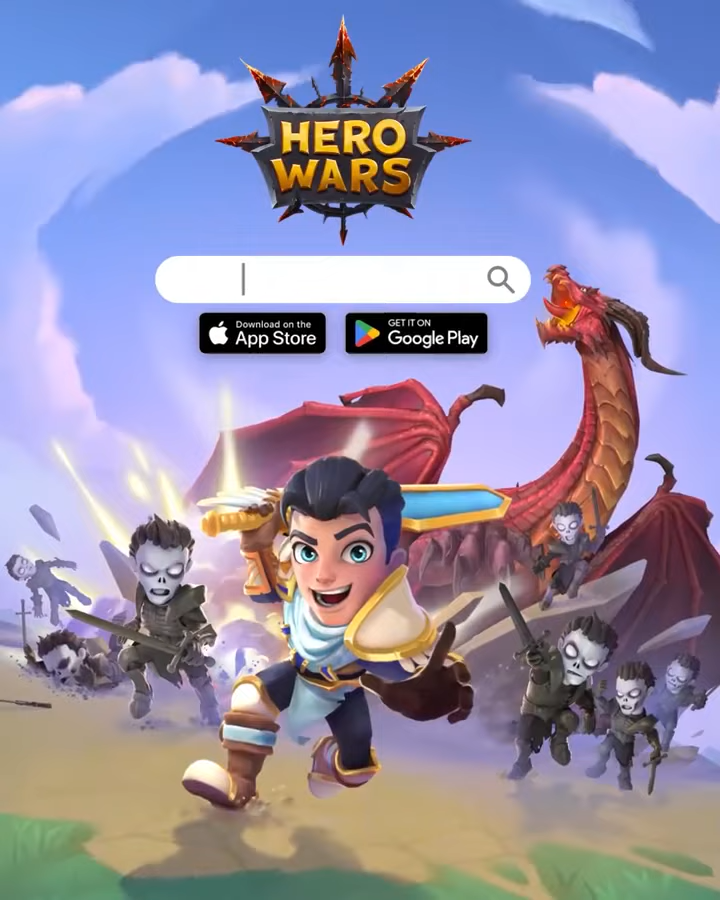 HERO
WARS
Download on the
App Store
GET IT ON
Google Play